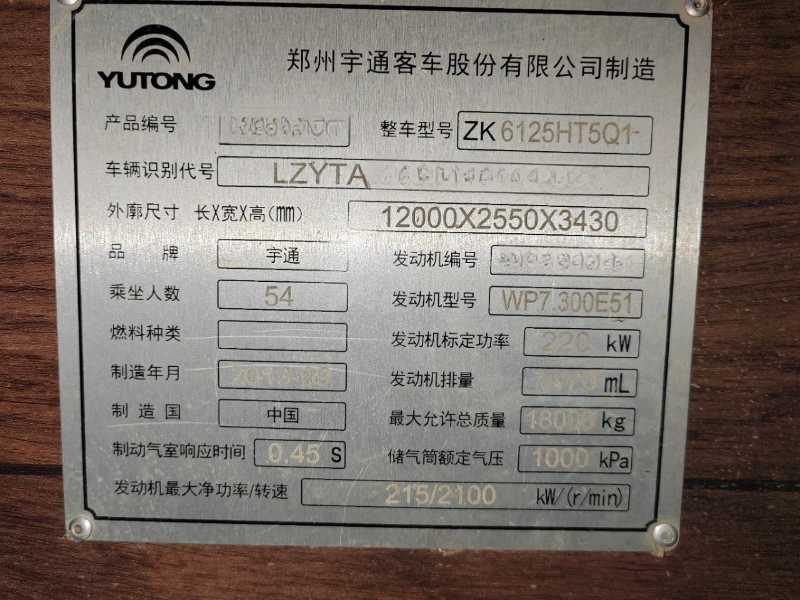 YUTONG
郑州宇通客车股份有限公司制造
产品编号 整车型号 ZK 6125HT5Q1-
车辆识别代号 LZYTA
外廓尺寸 长X宽X高(mm) 12000X2550X3430
品 牌 宇通 发动机编号
乘坐人数 54 发动机型号 WP7.300E51
燃料种类 发动机标定功率 220 kW
制造年月 发动机排量 mL
制造国 中国 最大允许总质量 18000 kg
制动气室响应时间 0.45 S 储气筒额定气压 1000 kPa
发动机最大净功率/转速 215/2100 kW/(r/min)